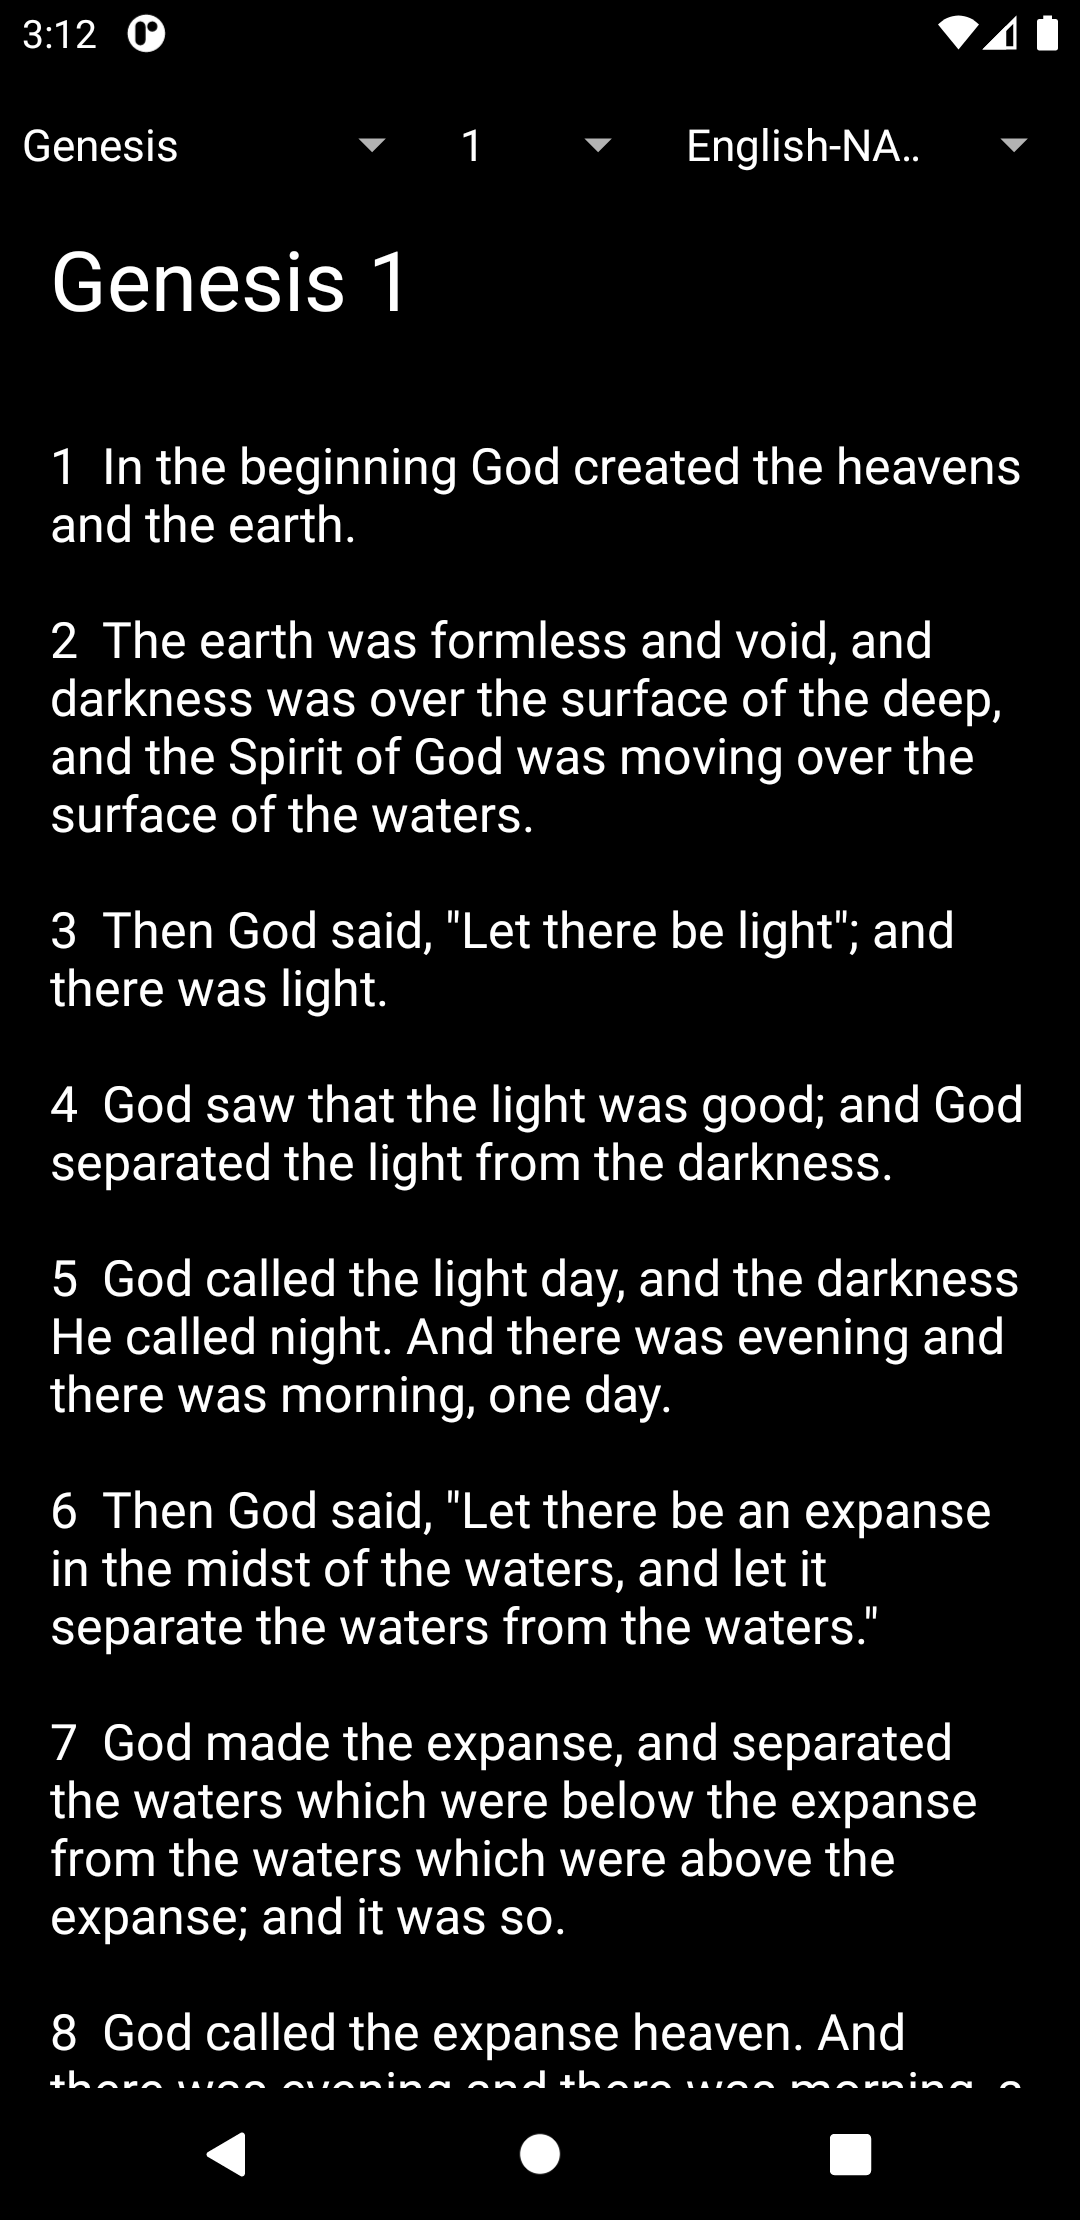 3:12
Genesis 1 English-NA..
Genesis 1
1 In the beginning God created the heavens
and the earth.
2 The earth was formless and void, and
darkness was over the surface of the deep,
and the Spirit of God was moving over the
surface of the waters.
3 Then God said, "Let there be light"; and
there was light.
4 God saw that the light was good; and God
separated the light from the darkness.
5 God called the light day, and the darkness
He called night. And there was evening and
there was morning, one day.
6 Then God said, "Let there be an expanse
in the midst of the waters, and let it
separate the waters from the waters."
7 God made the expanse, and separated
the waters which were below the expanse
from the waters which were above the
expanse; and it was so.
8 God called the expanse heaven. And
there was evening and there was morning, a